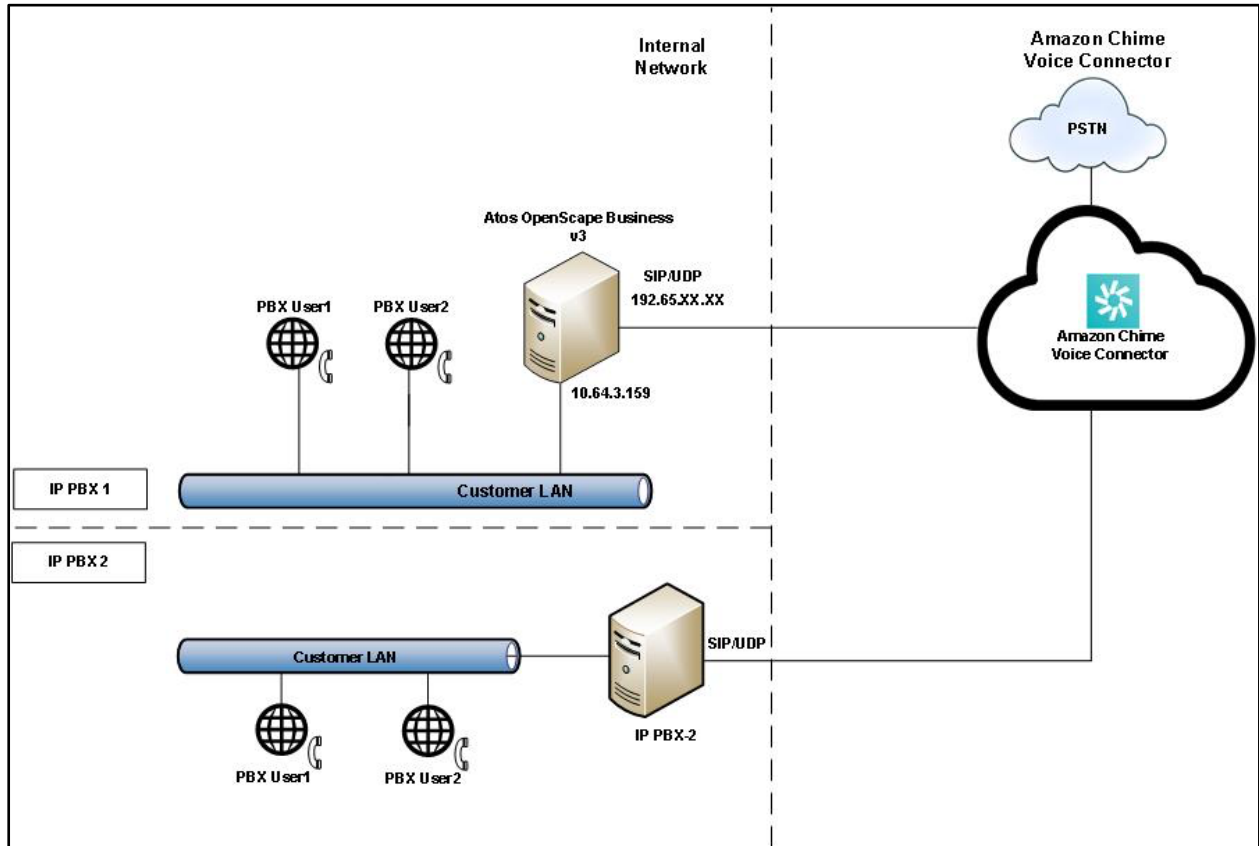 Internal
Network
Amazon Chime
Voice Connector
PSTN
Atos OpenScape Business
v3
SIP/UDP
192.65.XX.XX
PBX User1
PBX User2
Amazon Chime
Voice Connector
10.64.3.159
IP PBX 1
Customer LAN
IP PBX 2
Customer LAN
SIP/UDP
IP PBX-2
PBX User1
PBX User2